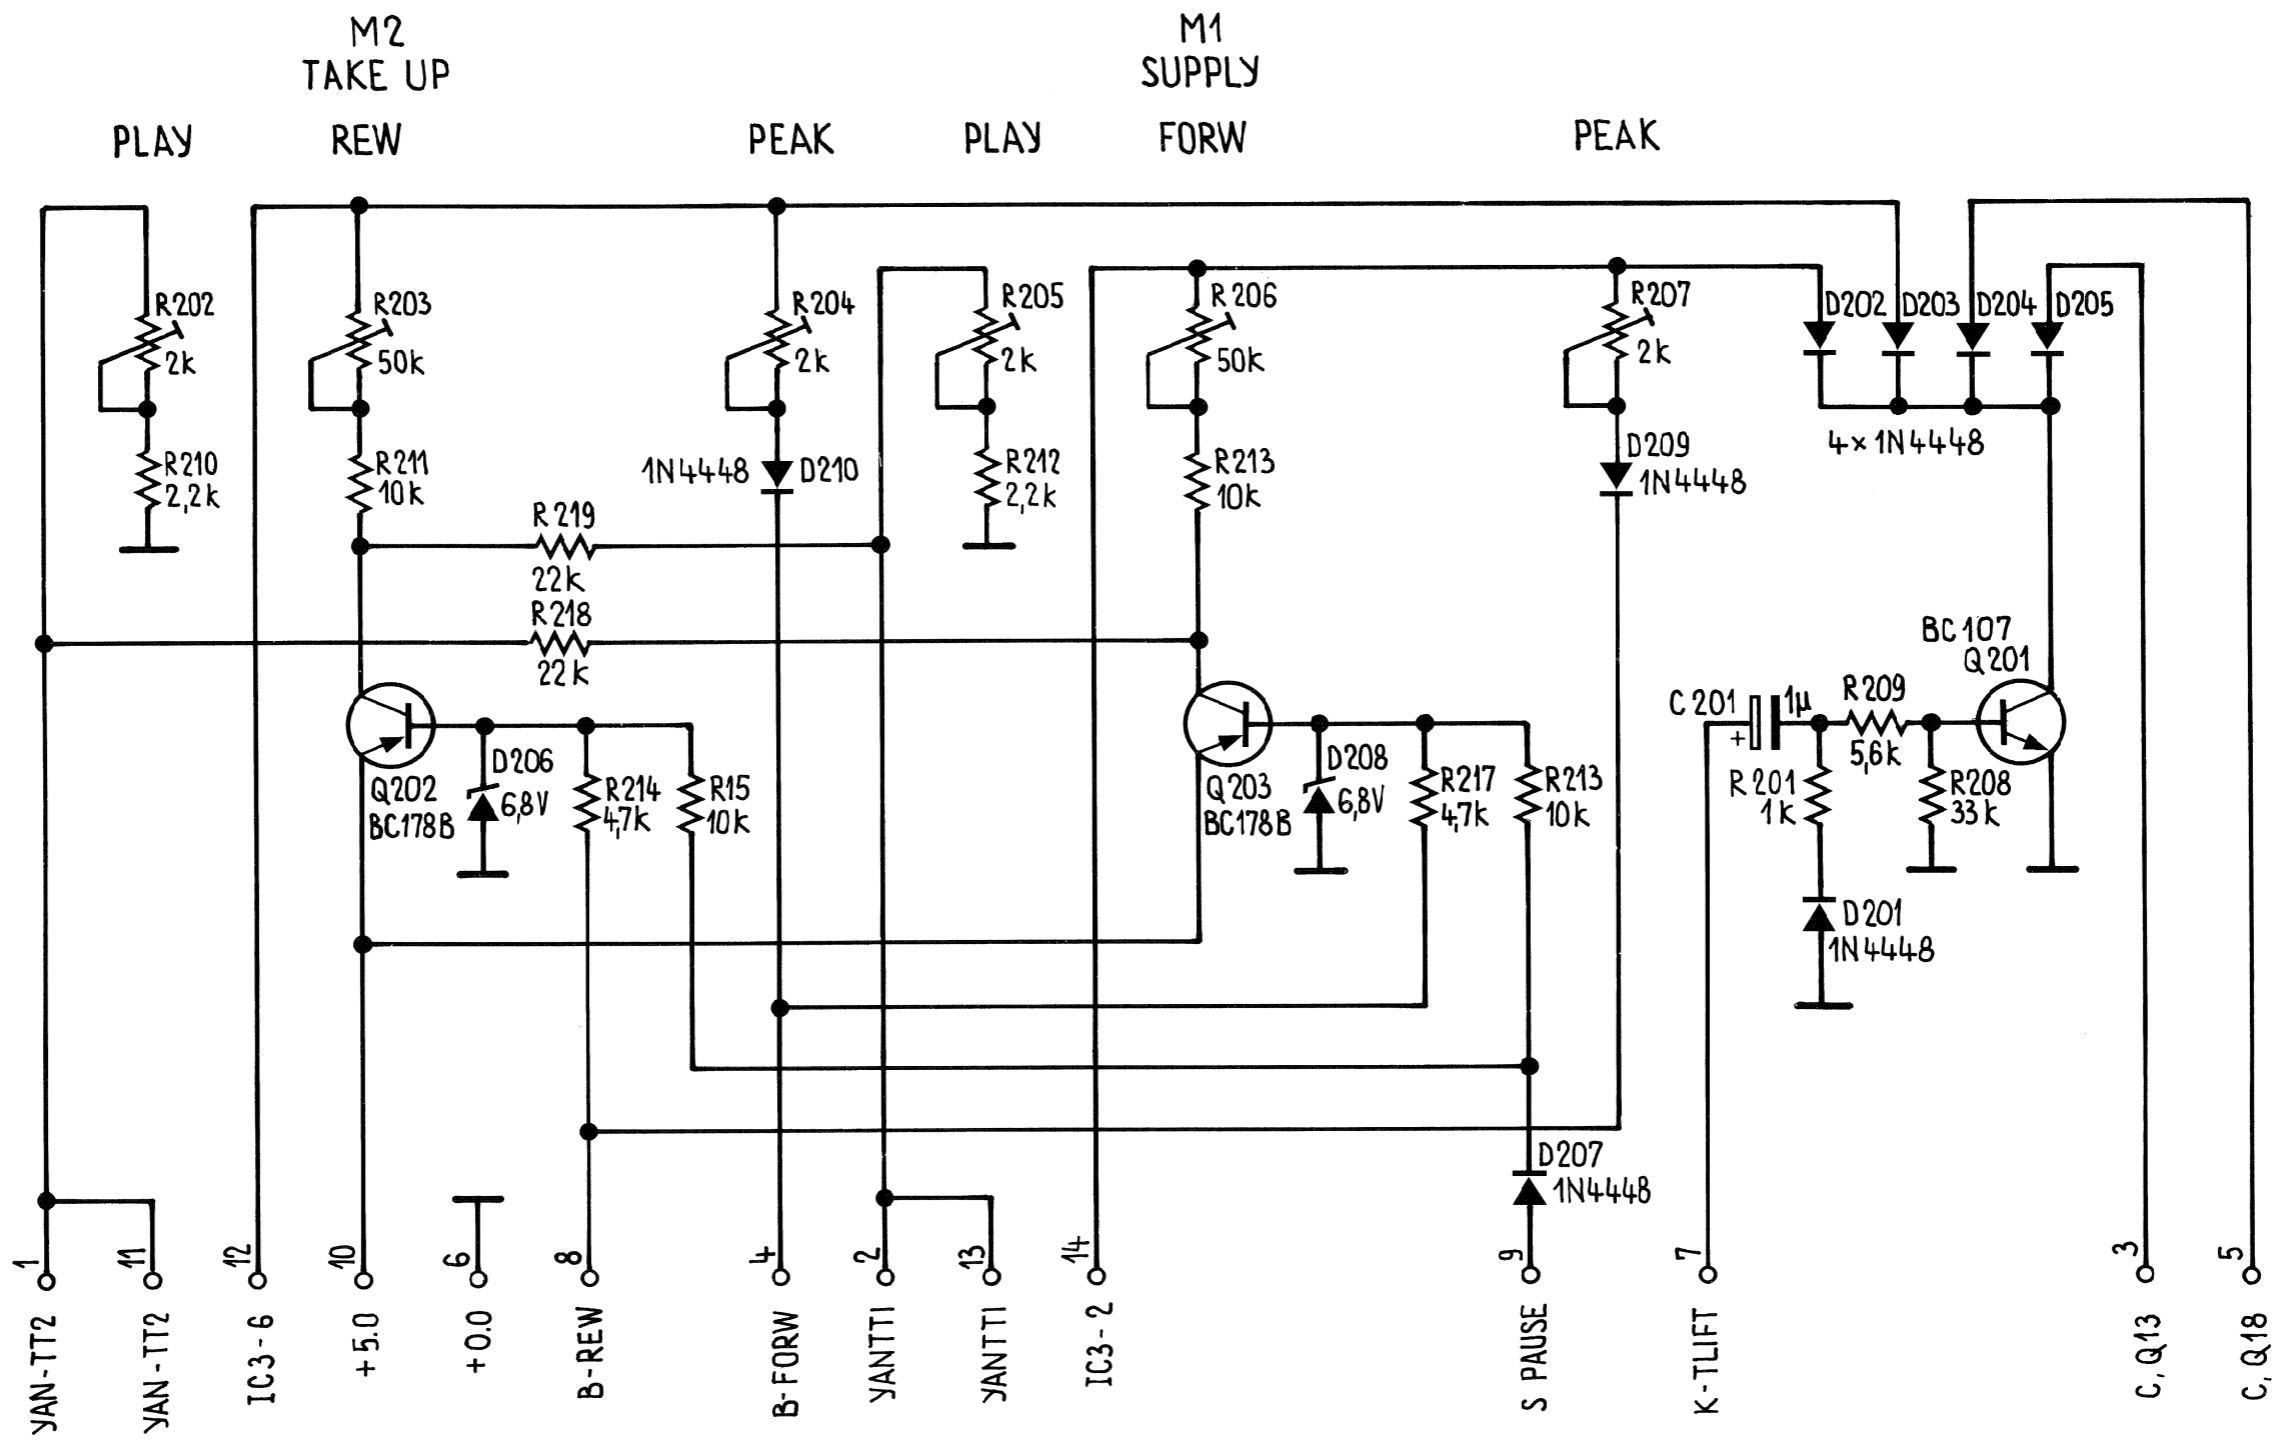 M2
TAKE UP
M1
SUPPLY
PLAY
REW
PEAK
PLAY
FORW
PEAK
R202
2k
R203
50k
R204
2k
R205
2k
R206
50k
R207
2k
D202
D203
D204
D205
4x1N4448
R210
2,2k
R211
10k
1N4448
D210
R212
2,2k
R213
10k
D209
1N4448
R219
22k
R218
22k
BC107
Q201
C201
1µ
+
R209
5,6k
R201
1k
R208
33k
D201
1N4448
Q202
BC178B
D206
6,8V
R214
4,7k
R15
10k
Q203
BC178B
D208
6,8V
R217
4,7k
R213
10k
D207
1N4448
1
11
12
10
6
8
4
2
13
14
9
7
3
5
YAN-TT2
YAN-TT2
IC3-6
+5.0
+0.0
B-REW
B-FORW
YANTT1
YANTT1
IC3-2
S PAUSE
K-TLIFT
C,Q13
C,Q18